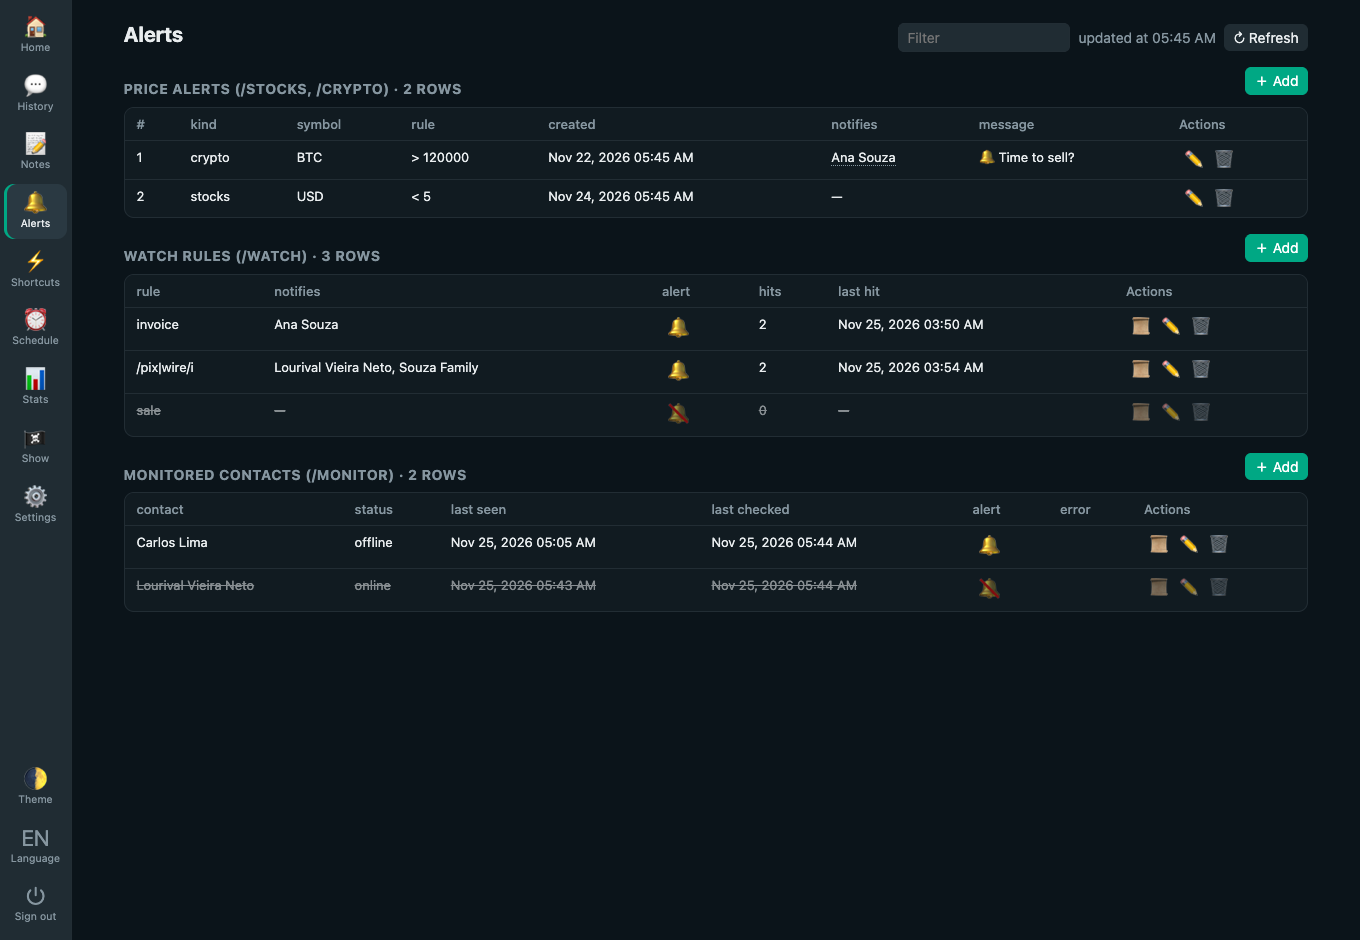 Home
History
Notes
Alerts
Shortcuts
Schedule
Stats
Show
Settings
Theme
EN
Language
Sign out
Alerts
Filter
updated at 05:45 AM
Refresh
PRICE ALERTS (/STOCKS, /CRYPTO) · 2 ROWS
+ Add
# kind symbol rule created notifies message Actions
1 crypto BTC > 120000 Nov 22, 2026 05:45 AM Ana Souza 🔔 Time to sell?
2 stocks USD < 5 Nov 24, 2026 05:45 AM —
WATCH RULES (/WATCH) · 3 ROWS
+ Add
rule notifies alert hits last hit Actions
invoice Ana Souza 2 Nov 25, 2026 03:50 AM
/pix|wire/i Lourival Vieira Neto, Souza Family 2 Nov 25, 2026 03:54 AM
sale — 0 —
MONITORED CONTACTS (/MONITOR) · 2 ROWS
+ Add
contact status last seen last checked alert error Actions
Carlos Lima offline Nov 25, 2026 05:05 AM Nov 25, 2026 05:44 AM
Lourival Vieira Neto online Nov 25, 2026 05:43 AM Nov 25, 2026 05:44 AM